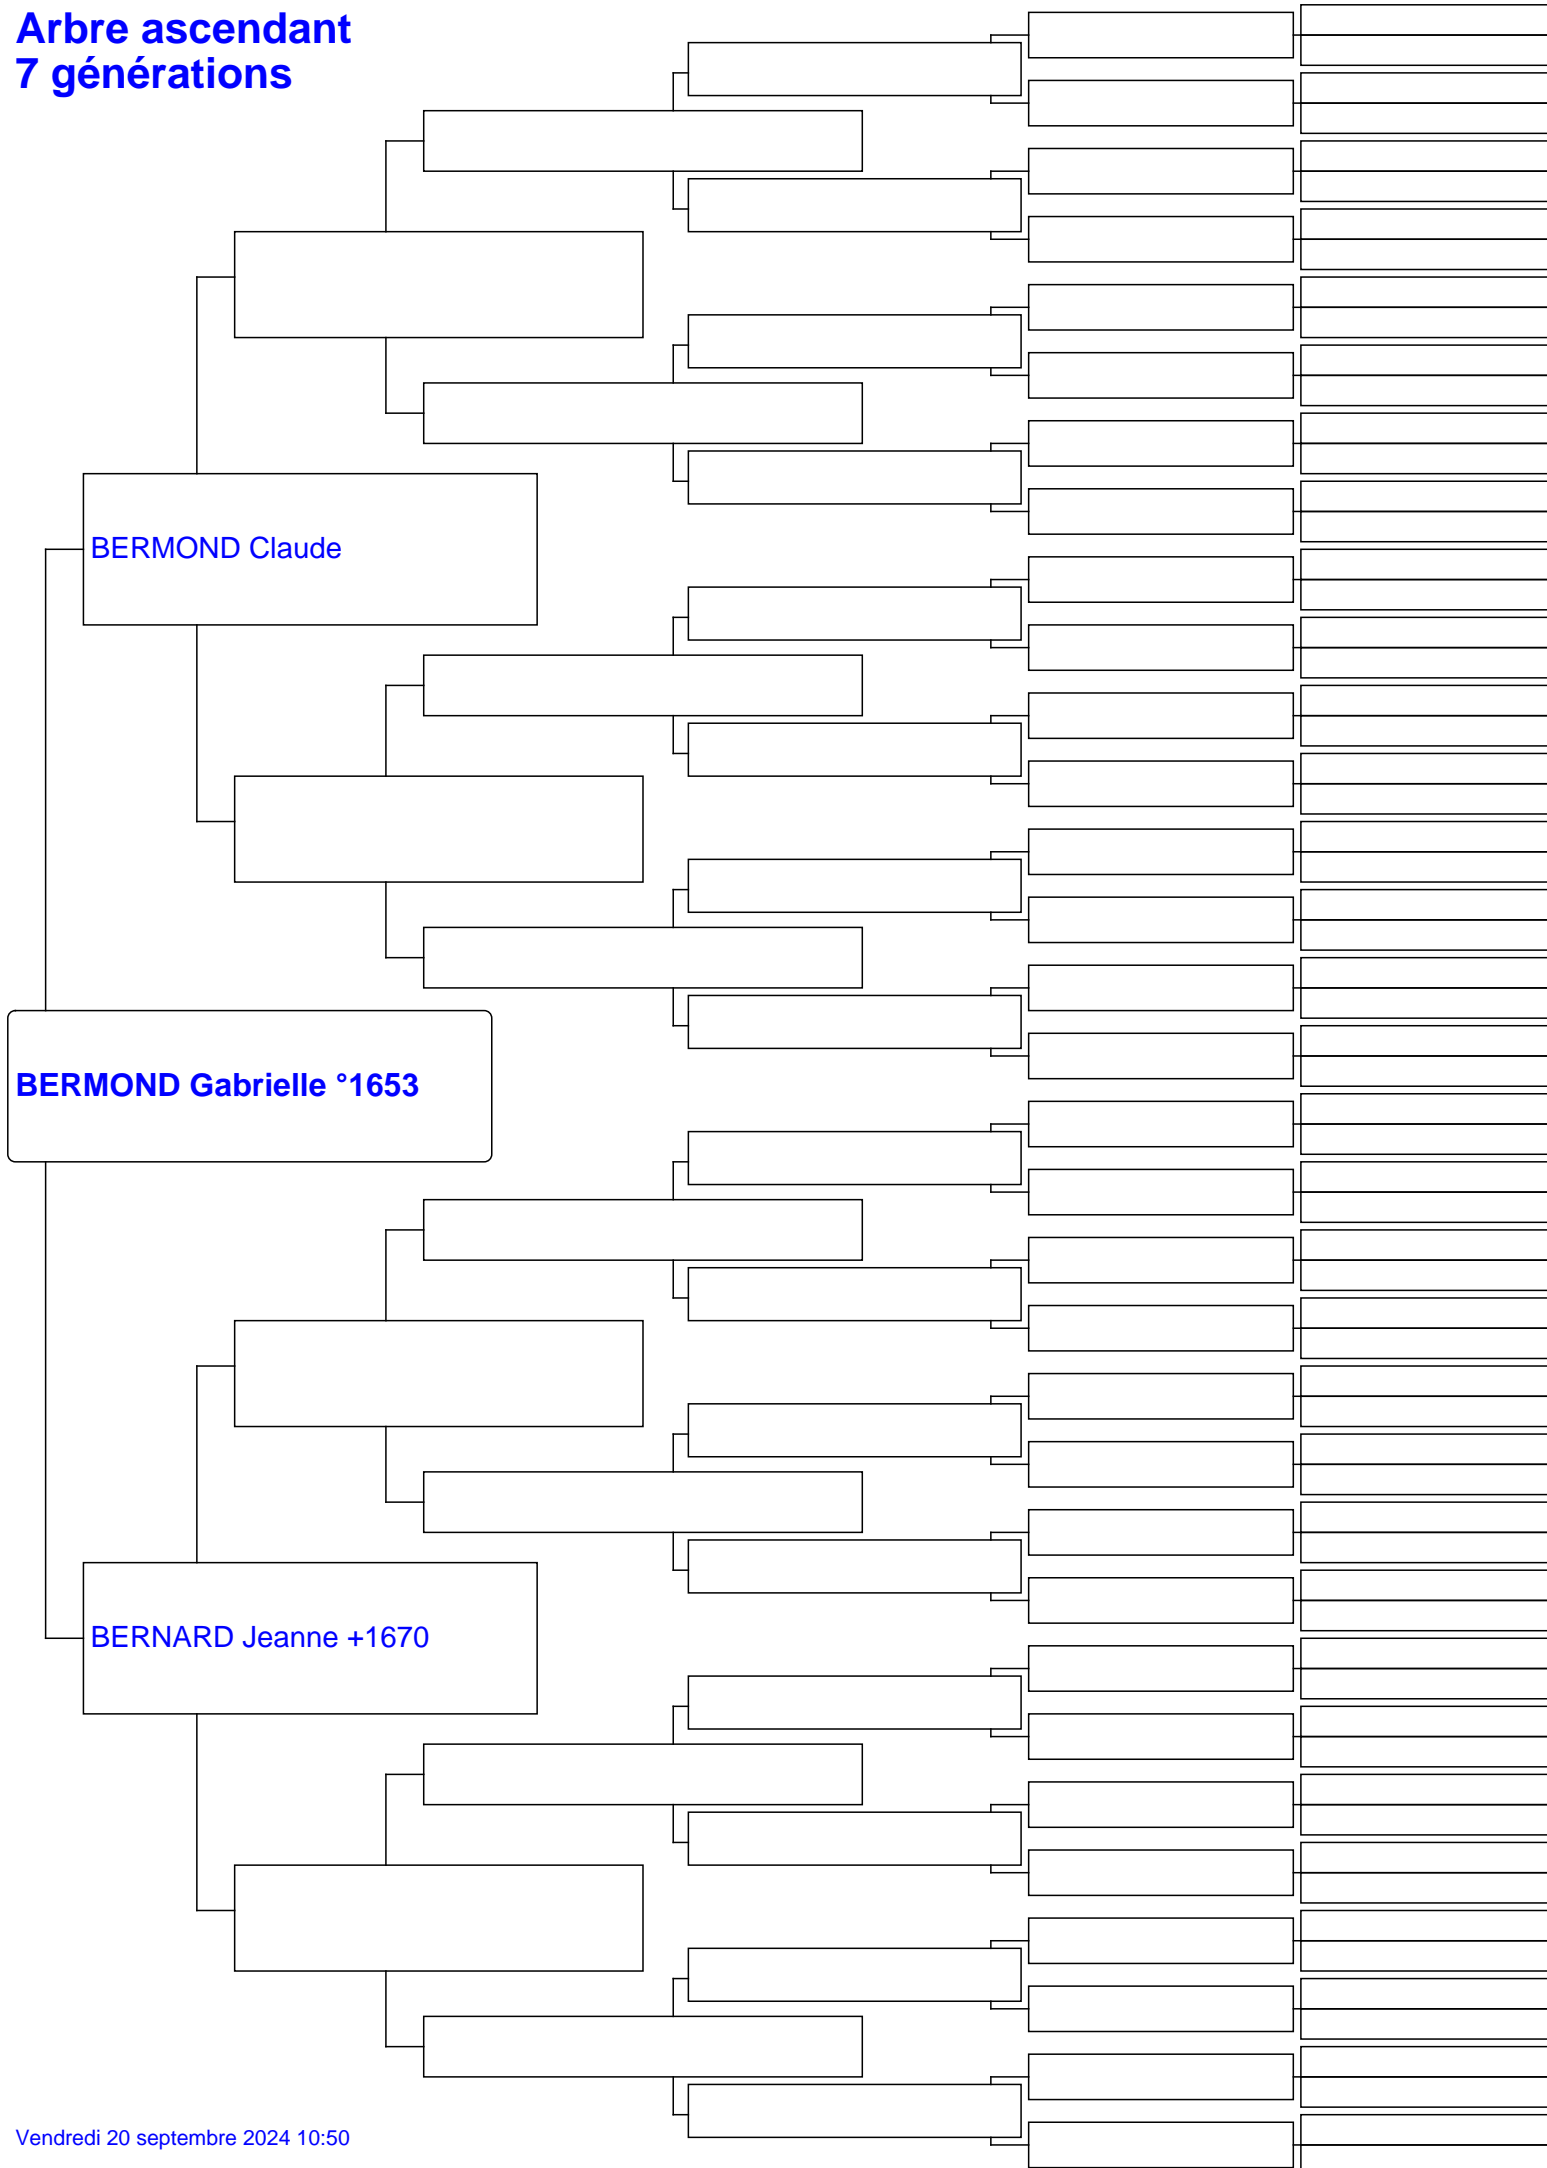 Arbre ascendant
7 générations
BERMOND Claude
BERMOND Gabrielle °1653
BERNARD Jeanne +1670
Vendredi 20 septembre 2024 10:50